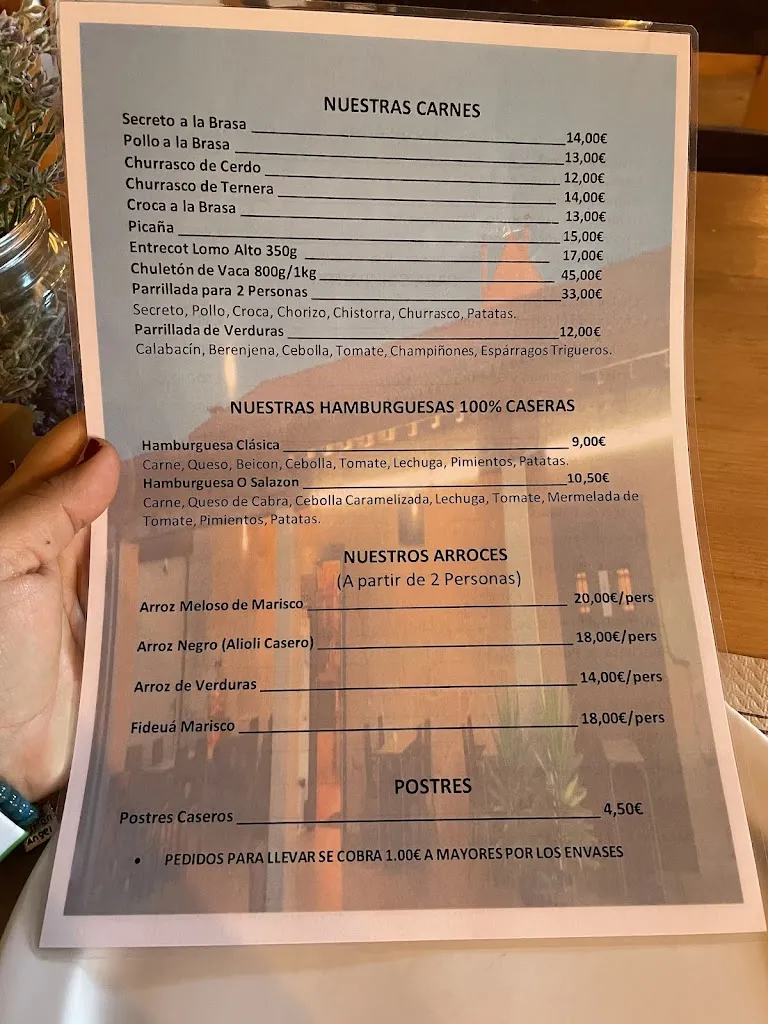 NUESTRAS CARNES
Secreto a la Brasa 14,00€
Pollo a la Brasa 13,00€
Churrasco de Cerdo 12,00€
Churrasco de Ternera 14,00€
Croca a la Brasa 13,00€
Picaña 15,00€
Entrecot Lomo Alto 350g 17,00€
Chuletón de Vaca 800g/1kg 45,00€
Parrillada para 2 Personas 33,00€
Secreto, Pollo, Croca, Chorizo, Chistorra, Churrasco, Patatas.
Parrillada de Verduras 12,00€
Calabacín, Berenjena, Cebolla, Tomate, Champiñones, Espárragos Trigueros.
NUESTRAS HAMBURGUESAS 100% CASERAS
Hamburguesa Clásica 9,00€
Carne, Queso, Beicon, Cebolla, Tomate, Lechuga, Pimientos, Patatas.
Hamburguesa O Salazon 10,50€
Carne, Queso de Cabra, Cebolla Caramelizada, Lechuga, Tomate, Mermelada de
Tomate, Pimientos, Patatas.
NUESTROS ARROCES
(A partir de 2 Personas)
Arroz Meloso de Marisco 20,00€/pers
Arroz Negro (Alioli Casero) 18,00€/pers
Arroz de Verduras 14,00€/pers
Fideuá Marisco 18,00€/pers
POSTRES
Postres Caseros 4,50€
• PEDIDOS PARA LLEVAR SE COBRA 1.00€ A MAYORES POR LOS ENVASES
Angel